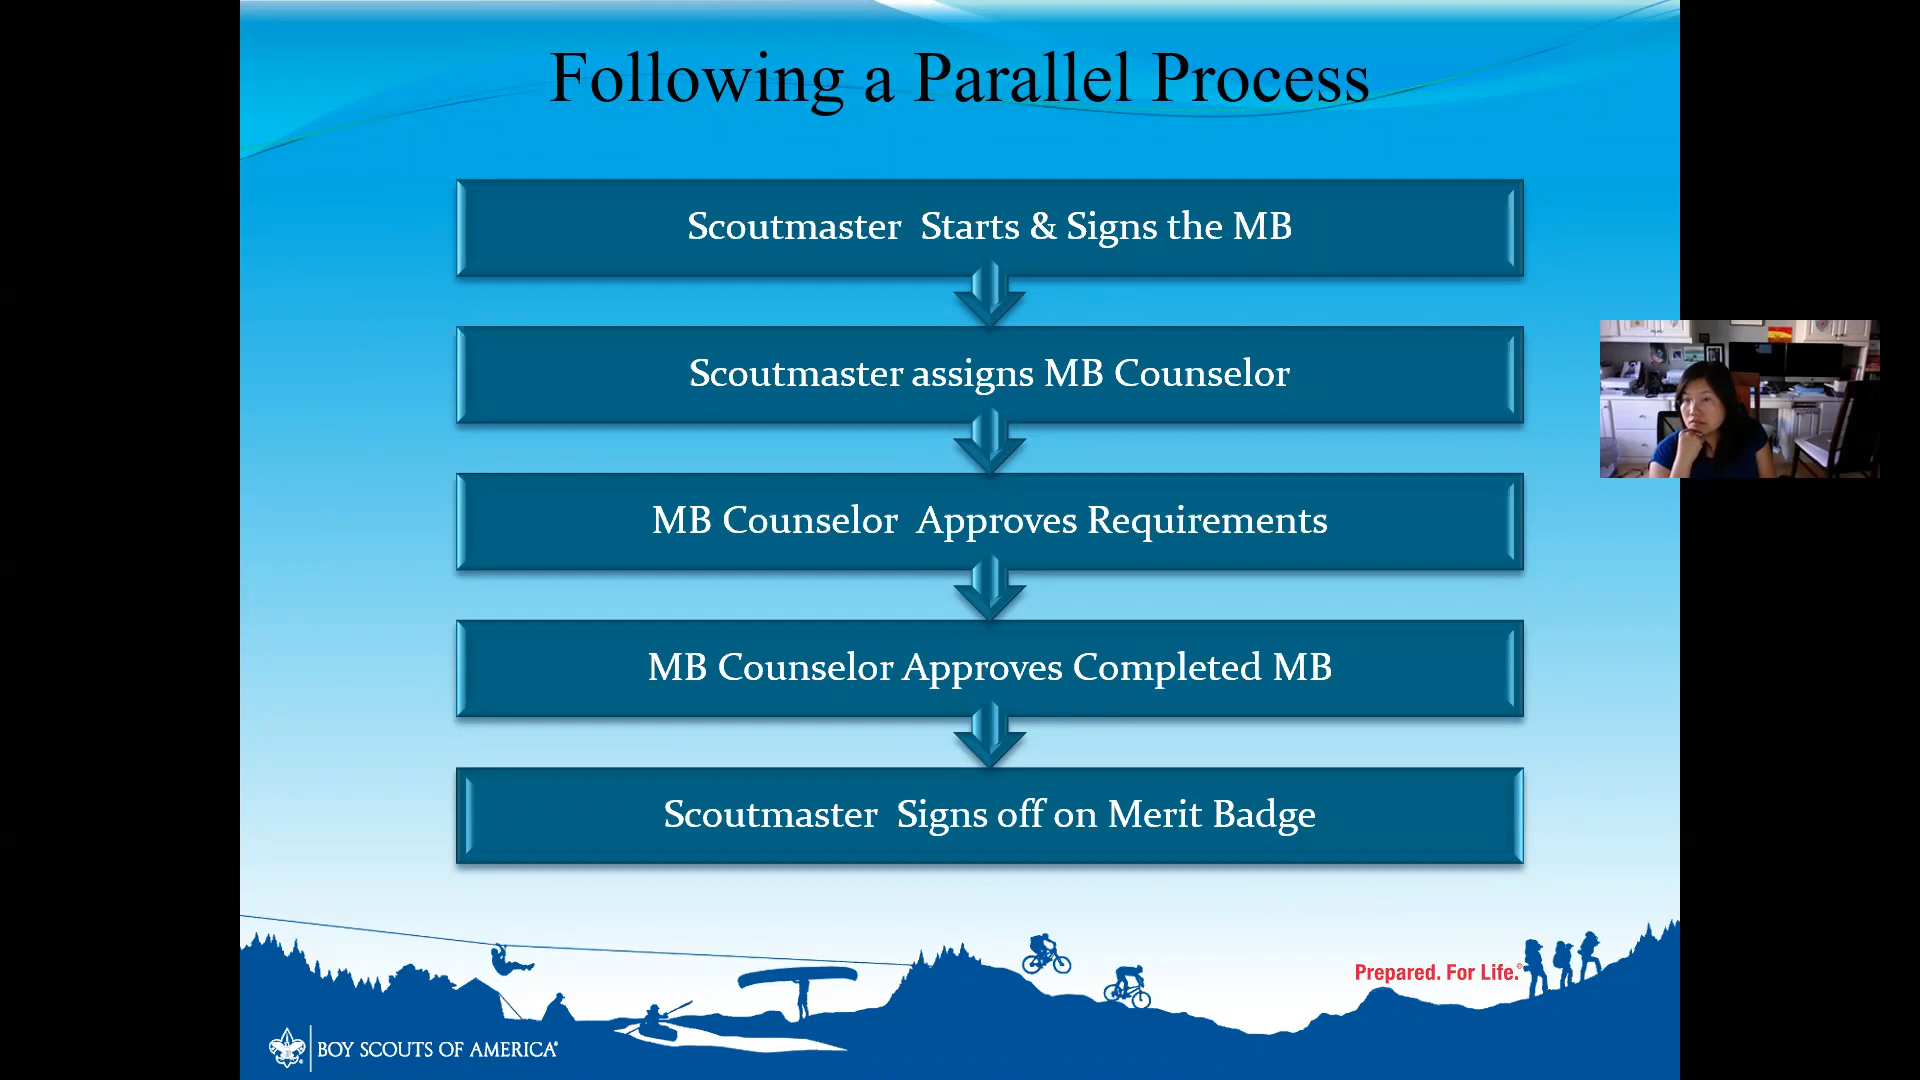 Following a Parallel Process
Scoutmaster  Starts & Signs the MB
Scoutmaster assigns MB Counselor
MB Counselor  Approves Requirements
MB Counselor Approves Completed MB
Scoutmaster  Signs off on Merit Badge
Prepared. For Life.®
BOY SCOUTS OF AMERICA®